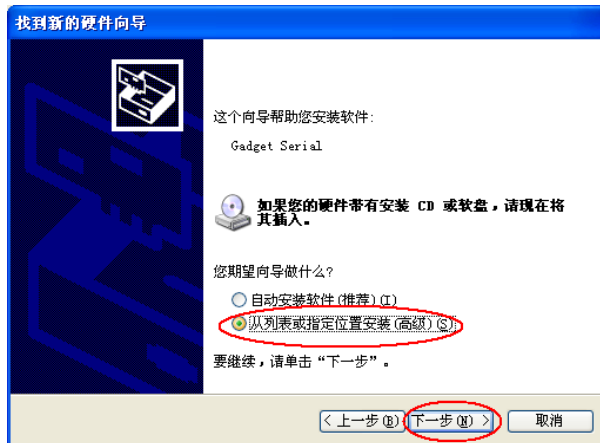 找到新的硬件向导
这个向导帮助您安装软件:
Gadget Serial
如果您的硬件带有安装 CD 或软盘，请现在将
其插入。
您期望向导做什么?
自动安装软件(推荐)(I)
从列表或指定位置安装(高级)(S)
要继续，请单击“下一步”。
< 上一步(B) 下一步(N) > 取消